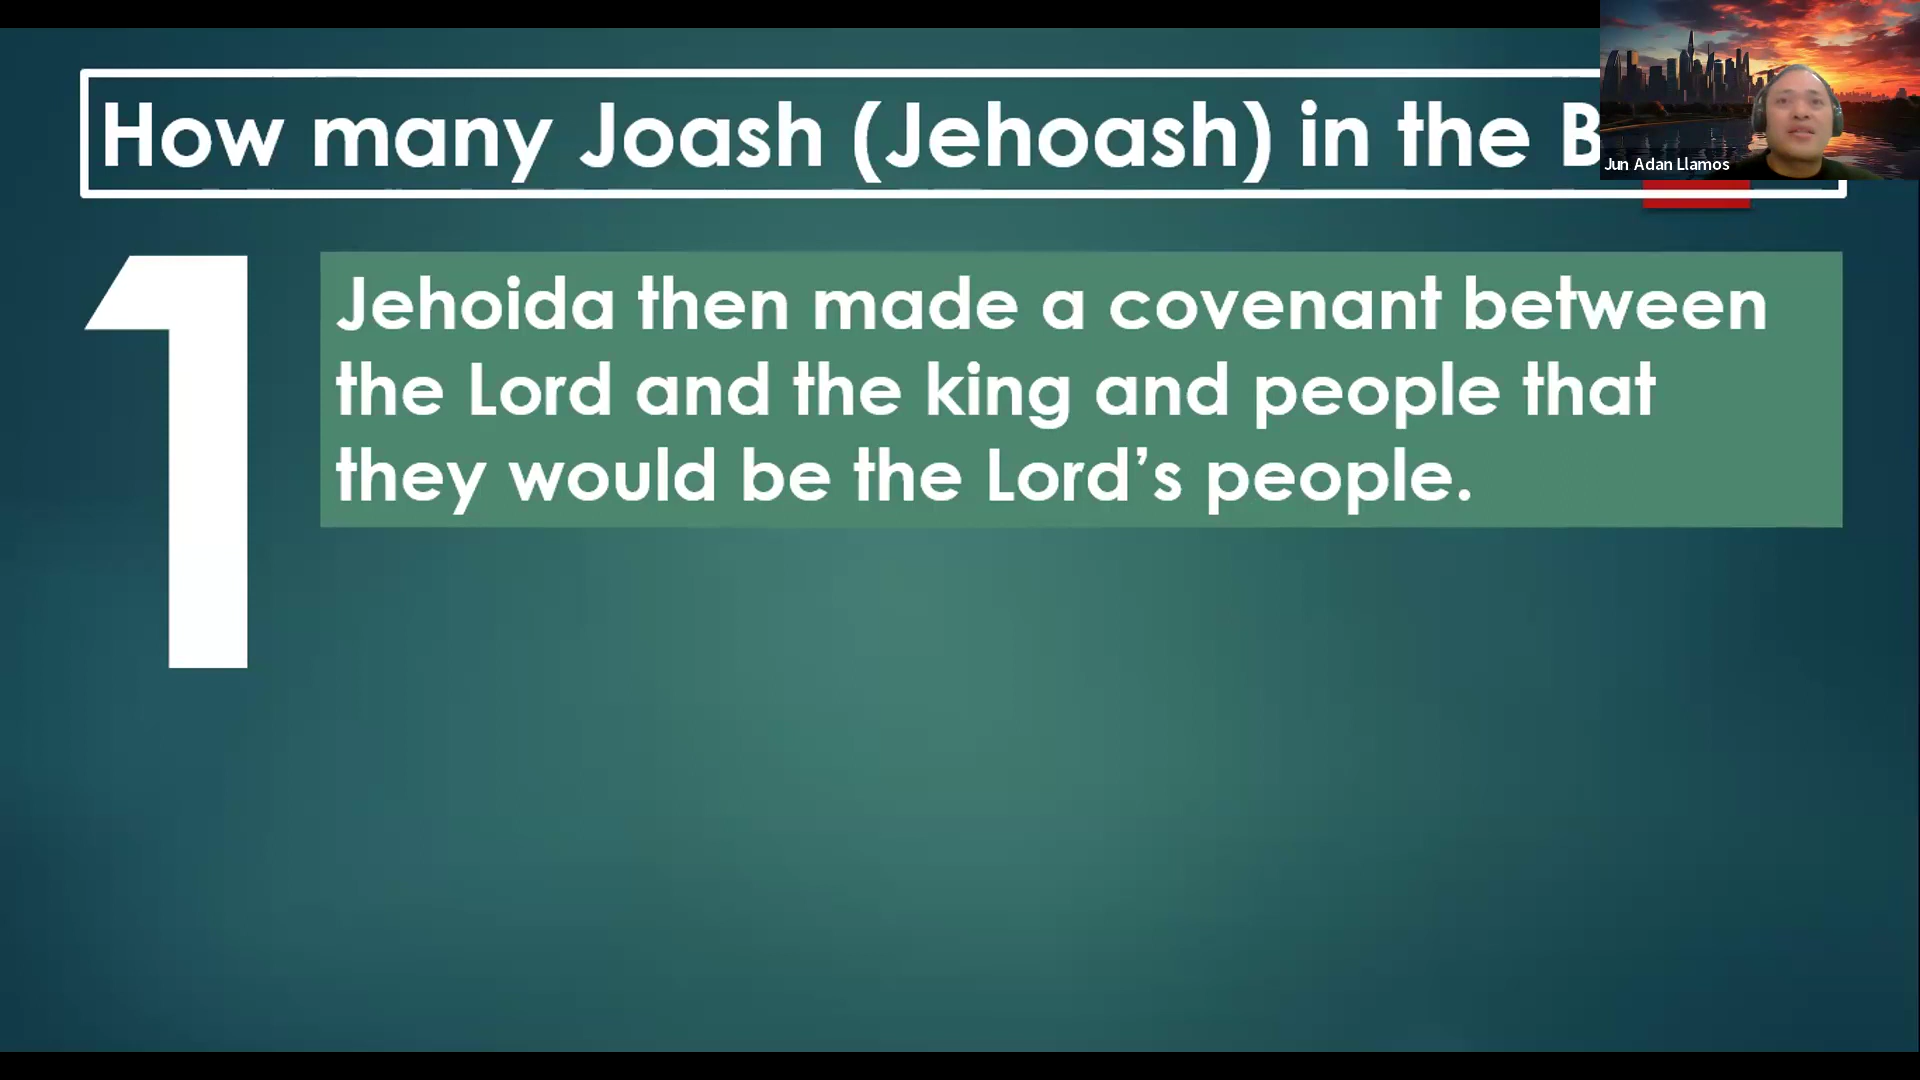 How many Joash (Jehoash) in the
Jun Adan Llamos
1
Jehoida then made a covenant between
the Lord and the king and people that
they would be the Lord’s people.